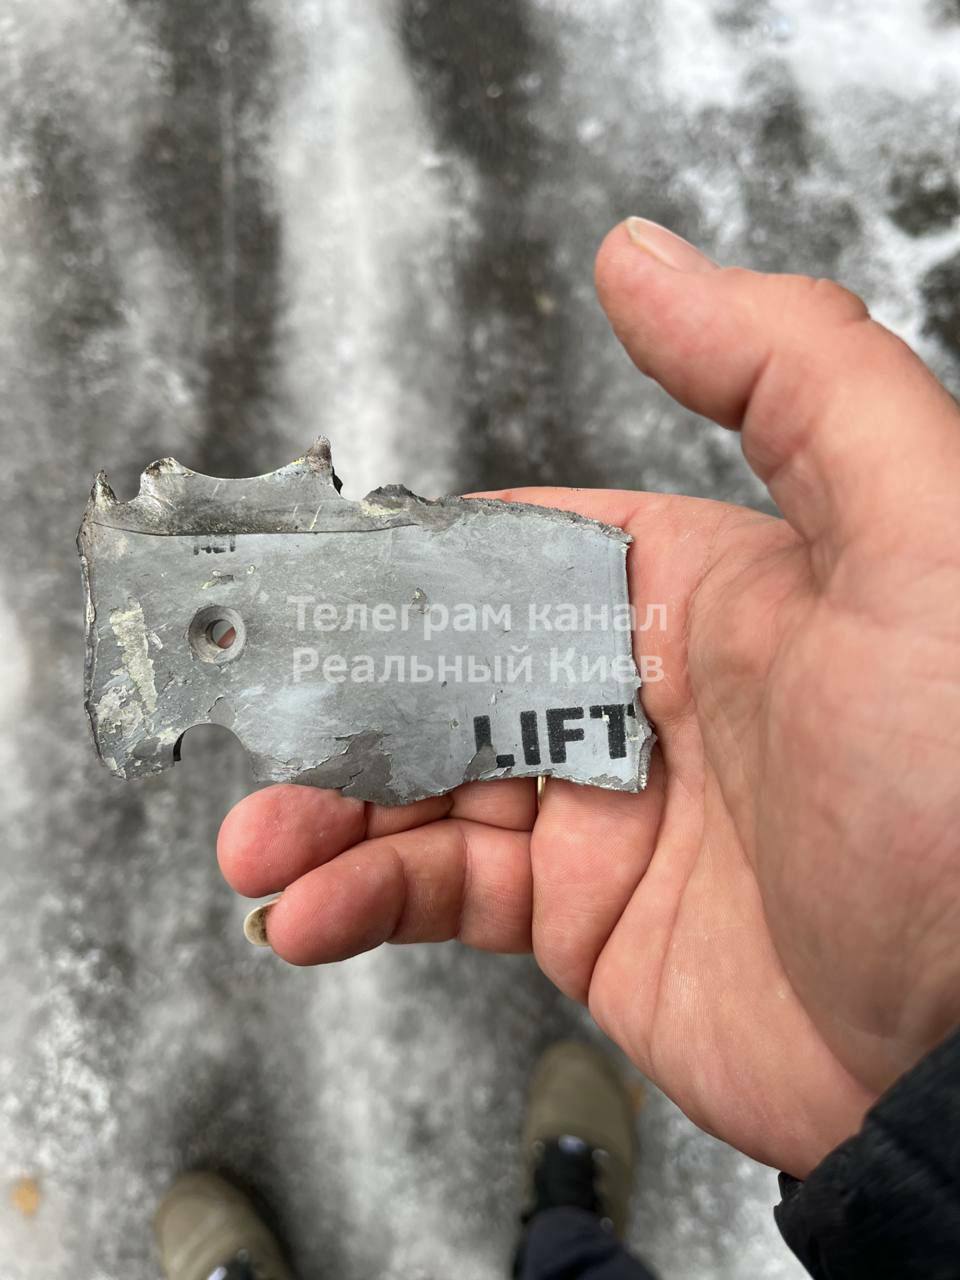 Телеграм канал
Реальный Киев
LIFT